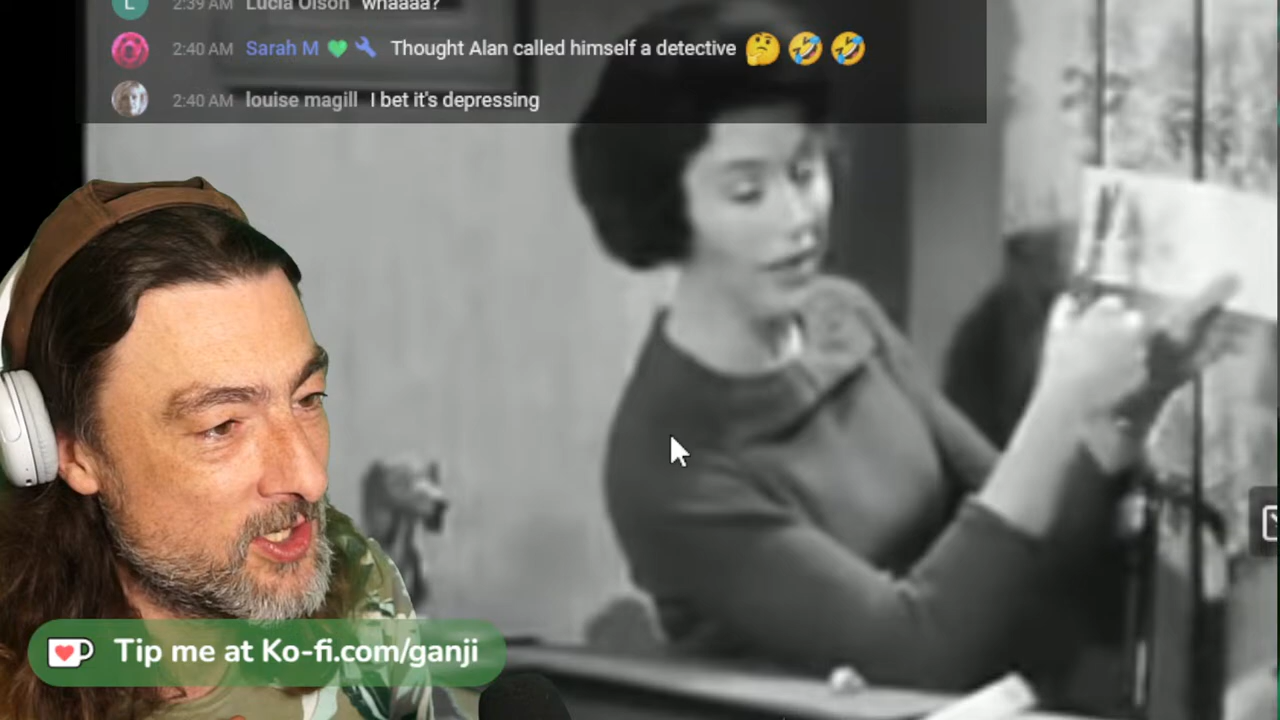 L 2:39 AM Lucia Olson whaaaa?
2:40 AM Sarah M 💚 🔧 Thought Alan called himself a detective 🤔 🤣 🤣
2:40 AM louise magill I bet it's depressing
Tip me at Ko-fi.com/ganji